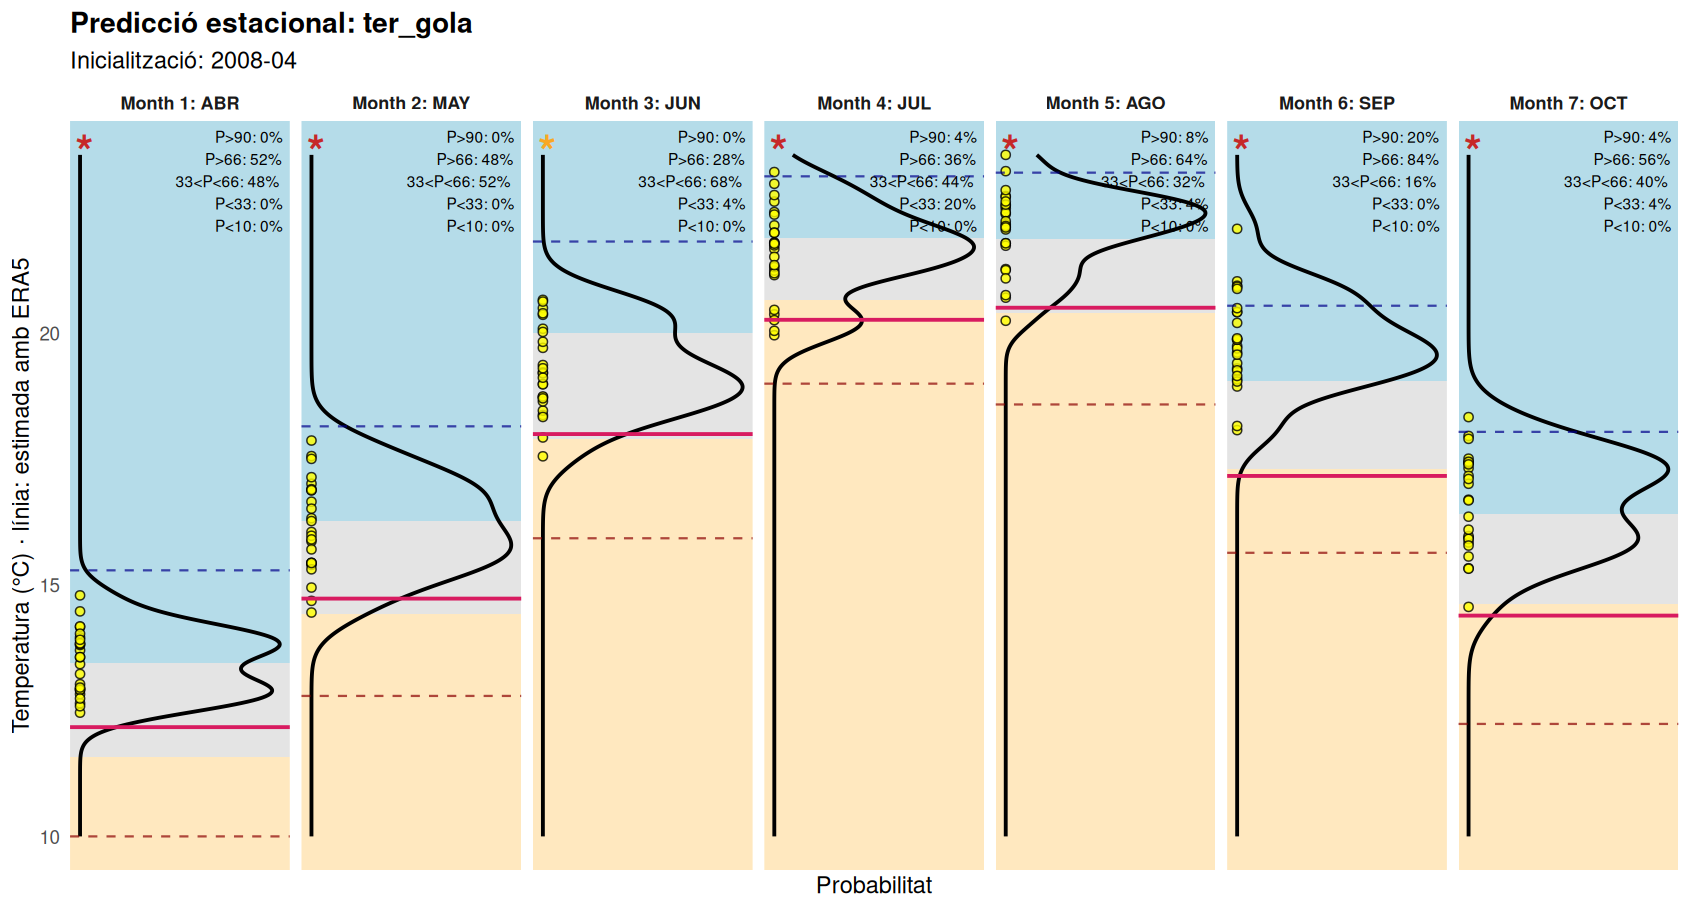 Predicció estacional: ter_gola
Inicialització: 2008-04
Month 1: ABR
Month 2: MAY
Month 3: JUN
Month 4: JUL
Month 5: AGO
Month 6: SEP
Month 7: OCT
*
P>90: 0%
P>66: 52%
33<P<66: 48%
P<33: 0%
P<10: 0%
*
P>90: 0%
P>66: 48%
33<P<66: 52%
P<33: 0%
P<10: 0%
*
P>90: 0%
P>66: 28%
33<P<66: 68%
P<33: 4%
P<10: 0%
*
P>90: 4%
P>66: 36%
33<P<66: 44%
P<33: 20%
P<10: 0%
*
P>90: 8%
P>66: 64%
33<P<66: 32%
P<33: 4%
P<10: 0%
*
P>90: 20%
P>66: 84%
33<P<66: 16%
P<33: 0%
P<10: 0%
*
P>90: 4%
P>66: 56%
33<P<66: 40%
P<33: 4%
P<10: 0%
Temperatura (°C) · línia: estimada amb ERA5
20
15
10
Probabilitat